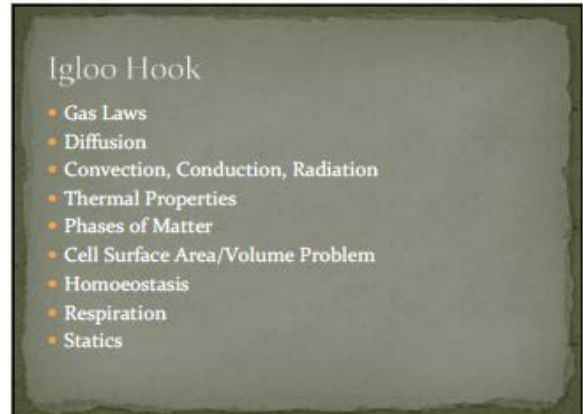 Igloo Hook
• Gas Laws
• Diffusion
• Convection, Conduction, Radiation
• Thermal Properties
• Phases of Matter
• Cell Surface Area/Volume Problem
• Homoeostasis
• Respiration
• Statics